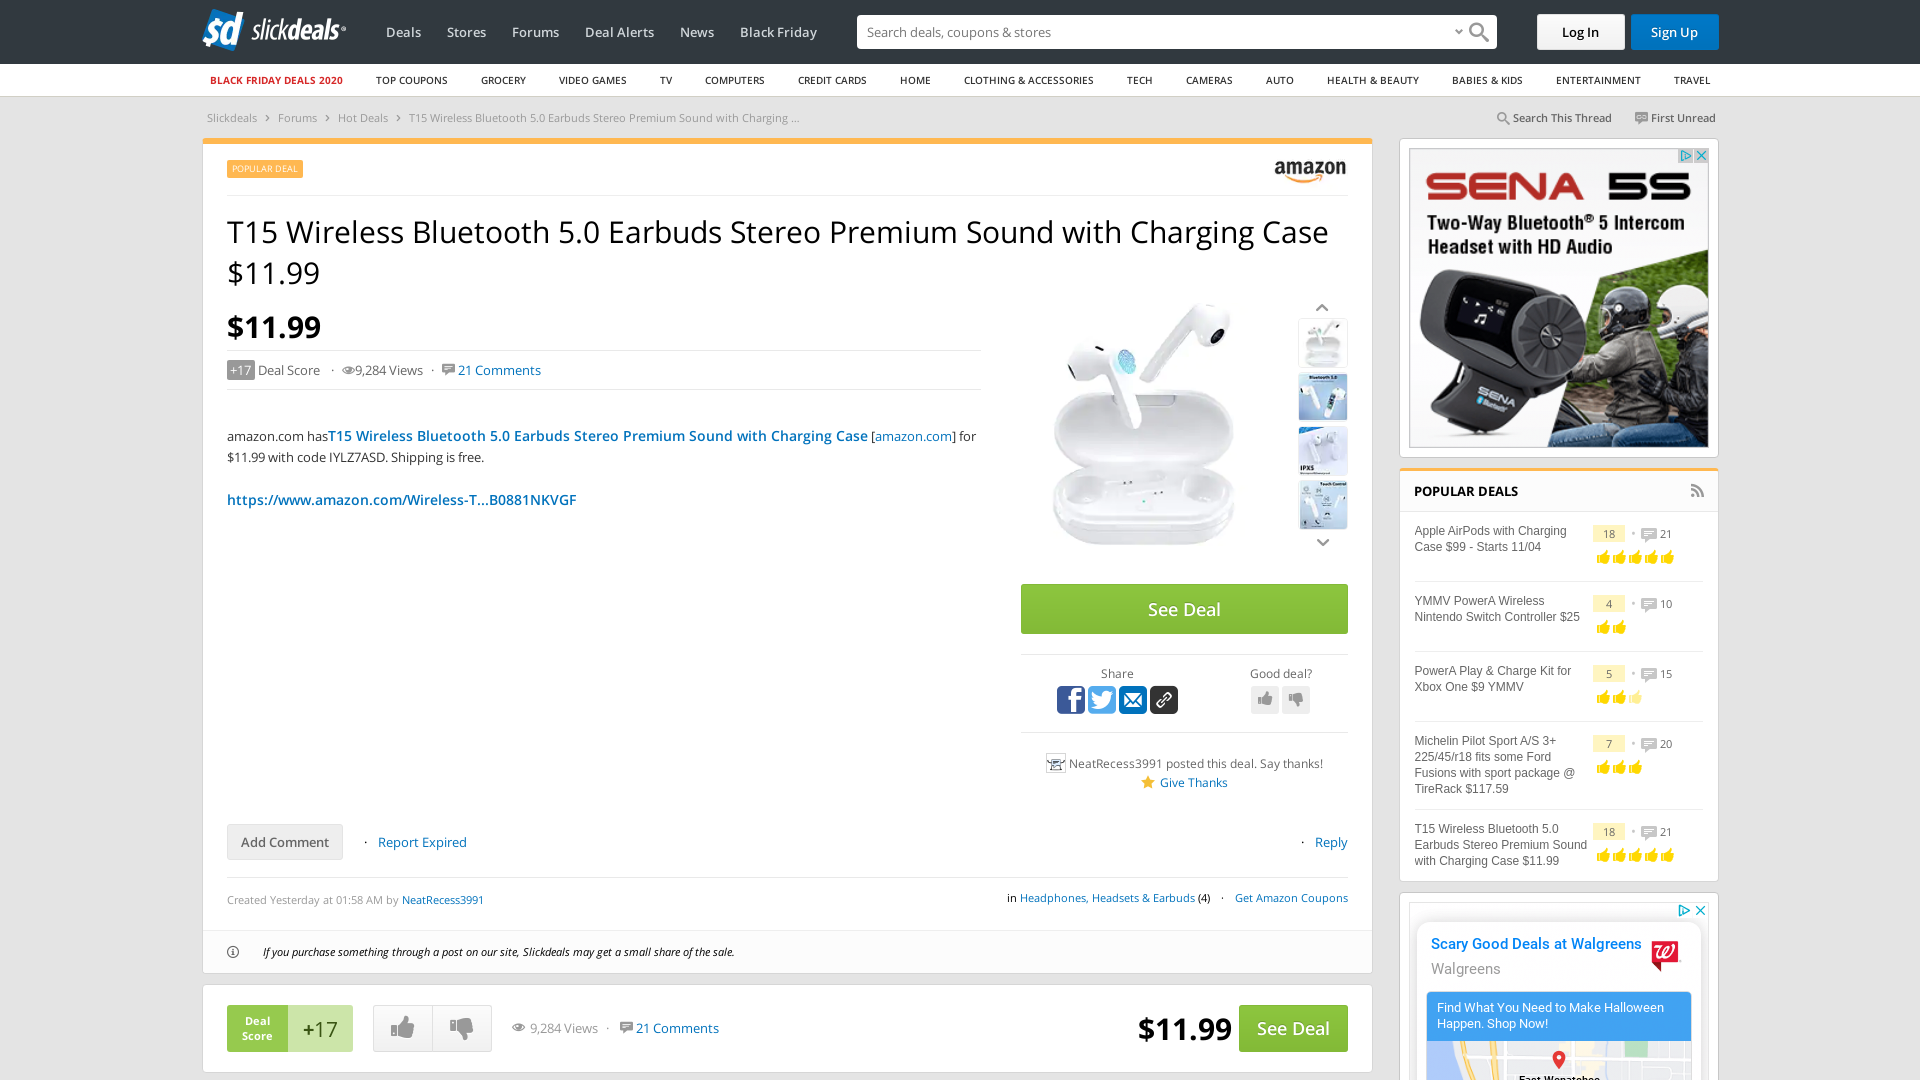 slickdeals
Deals
Stores
Forums
Deal Alerts
News
Black Friday
Search deals, coupons & stores
Log In
Sign Up
BLACK FRIDAY DEALS 2020
TOP COUPONS
GROCERY
VIDEO GAMES
TV
COMPUTERS
CREDIT CARDS
HOME
CLOTHING & ACCESSORIES
TECH
CAMERAS
AUTO
HEALTH & BEAUTY
BABIES & KIDS
ENTERTAINMENT
TRAVEL
Slickdeals > Forums > Hot Deals > T15 Wireless Bluetooth 5.0 Earbuds Stereo Premium Sound with Charging ...
Search This Thread
First Unread
POPULAR DEAL
amazon
T15 Wireless Bluetooth 5.0 Earbuds Stereo Premium Sound with Charging Case
$11.99
$11.99
+17 Deal Score · 9,284 Views · 21 Comments
amazon.com hasT15 Wireless Bluetooth 5.0 Earbuds Stereo Premium Sound with Charging Case [amazon.com] for
$11.99 with code IYLZ7ASD. Shipping is free.
https://www.amazon.com/Wireless-T...B0881NKVGF
Bluetooth 5.0
IPX5
Touch Control
See Deal
Share
Good deal?
NeatRecess3991 posted this deal. Say thanks!
Give Thanks
Add Comment
· Report Expired
· Reply
Created Yesterday at 01:58 AM by NeatRecess3991
in Headphones, Headsets & Earbuds (4) · Get Amazon Coupons
If you purchase something through a post on our site, Slickdeals may get a small share of the sale.
Deal
Score
+17
9,284 Views · 21 Comments
$11.99
See Deal
SENA 5S
Two-Way Bluetooth® 5 Intercom
Headset with HD Audio
SENA
Bluetooth
POPULAR DEALS
Apple AirPods with Charging
Case $99 - Starts 11/04
18 · 21
YMMV PowerA Wireless
Nintendo Switch Controller $25
4 · 10
PowerA Play & Charge Kit for
Xbox One $9 YMMV
5 · 15
Michelin Pilot Sport A/S 3+
225/45/r18 fits some Ford
Fusions with sport package @
TireRack $117.59
7 · 20
T15 Wireless Bluetooth 5.0
Earbuds Stereo Premium Sound
with Charging Case $11.99
18 · 21
Scary Good Deals at Walgreens
Walgreens
Find What You Need to Make Halloween
Happen. Shop Now!
East Wenatchee